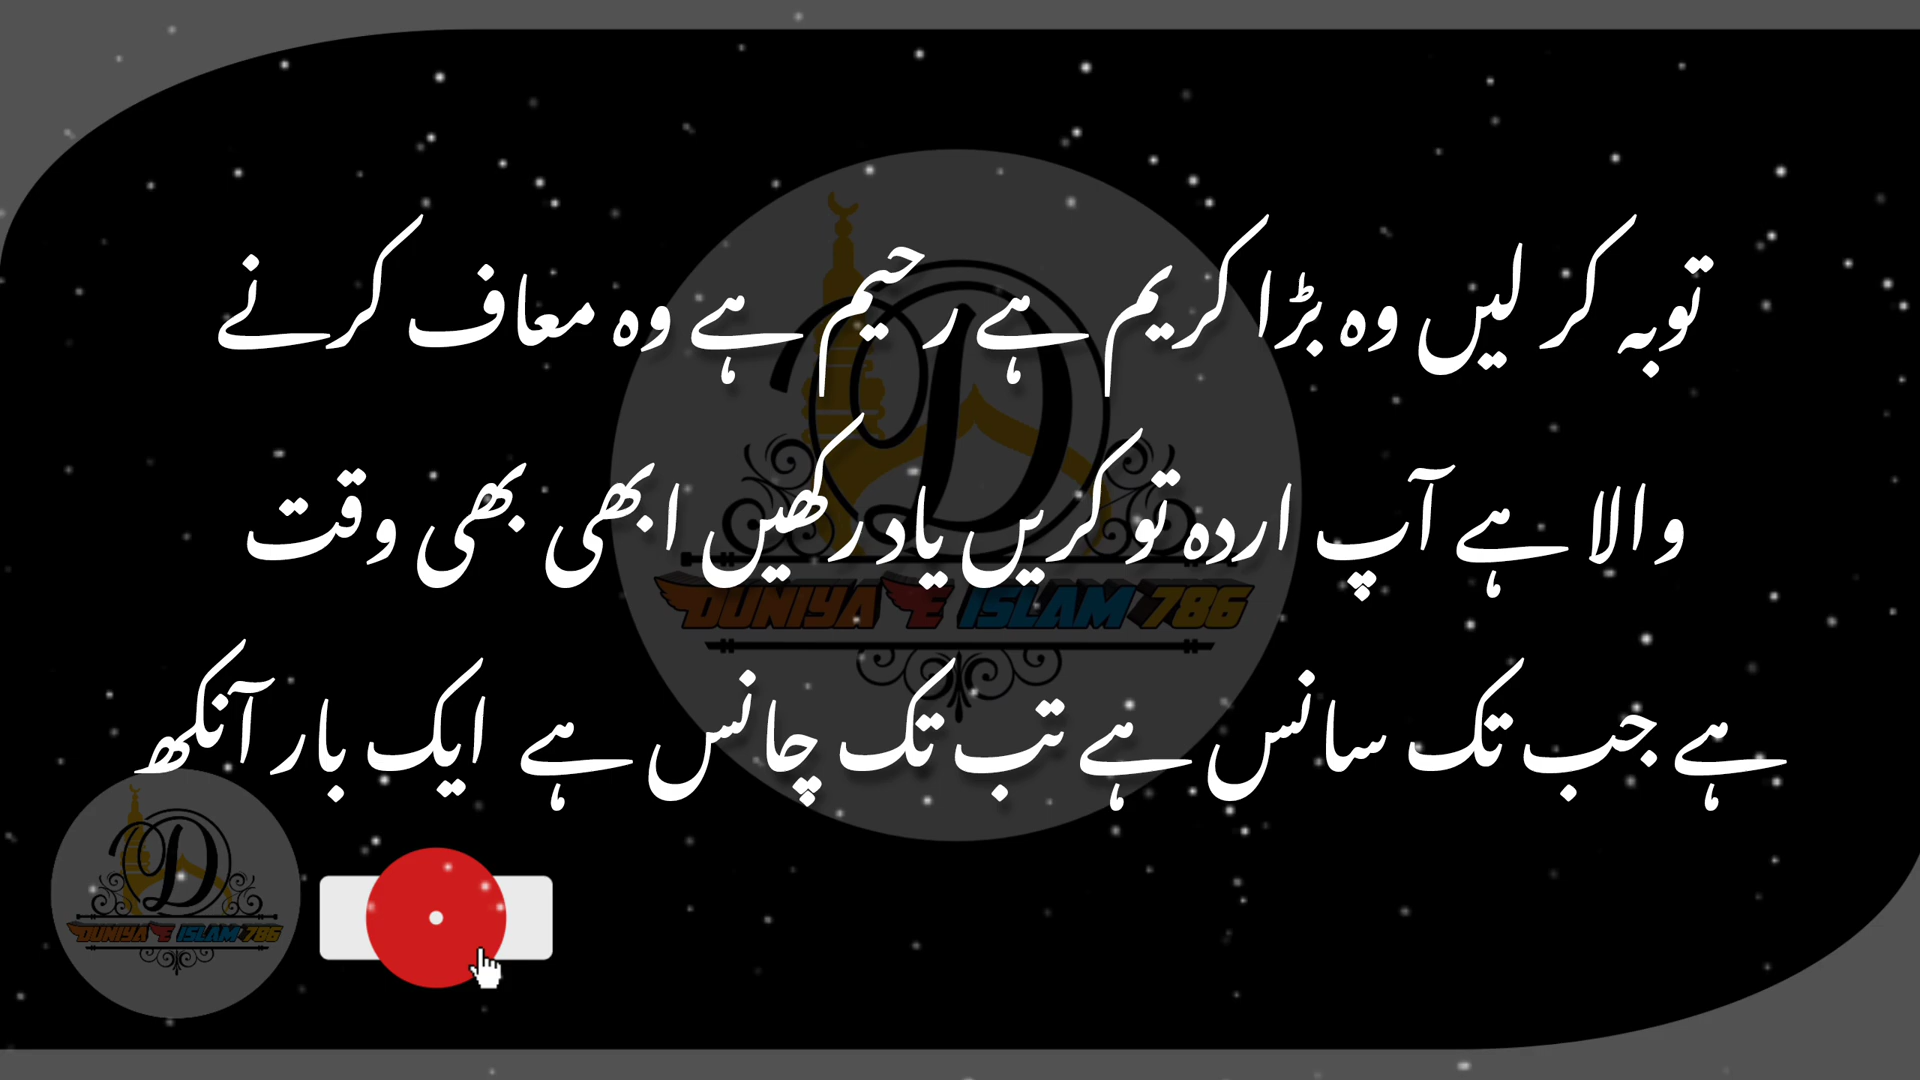 توبہ کر لیں وہ بڑا کریم ہے رحیم ہے وہ معاف کرنے
والا ہے آپ اردہ تو کریں یاد رکھیں ابھی بھی وقت
ہے جب تک سانس ہے تب تک چانس ہے ایک بار آنکھ
D
DUNIYA E ISLAM 786
D
DUNIYA E ISLAM 786